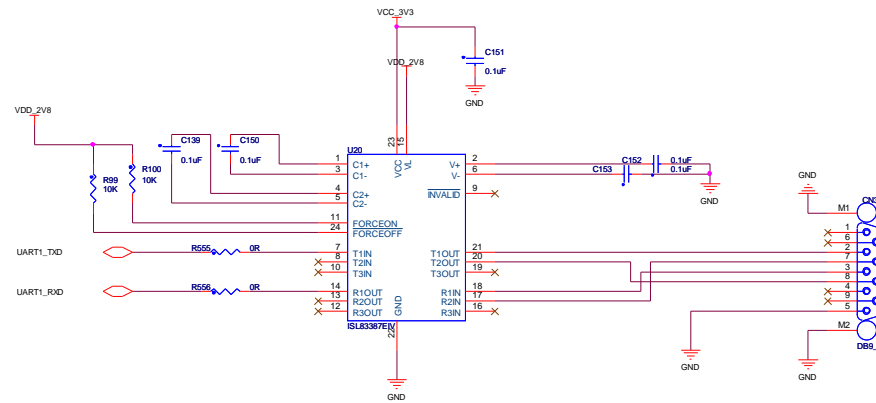 VCC_3V3
C151
0.1uF
GND
VDD_2V8
VDD_2V8
C139
0.1uF
C150
0.1uF
R99
10K
R100
10K
U20
23
15
VCC
VL
1
C1+
3
C1-
4
C2+
5
C2-
11
FORCEON
24
FORCEOFF
7
T1IN
8
T2IN
10
T3IN
14
R1OUT
13
R2OUT
12
R3OUT
GND
22
ISL83387EIV
GND
2
V+
6
V-
9
INVALID
21
T1OUT
20
T2OUT
19
T3OUT
18
R1IN
17
R2IN
16
R3IN
C152
0.1uF
C153
0.1uF
GND
UART1_TXD
R555
0R
UART1_RXD
R556
0R
GND
M1
1
6
2
7
3
8
4
9
5
M2
DB9_
GND
GND